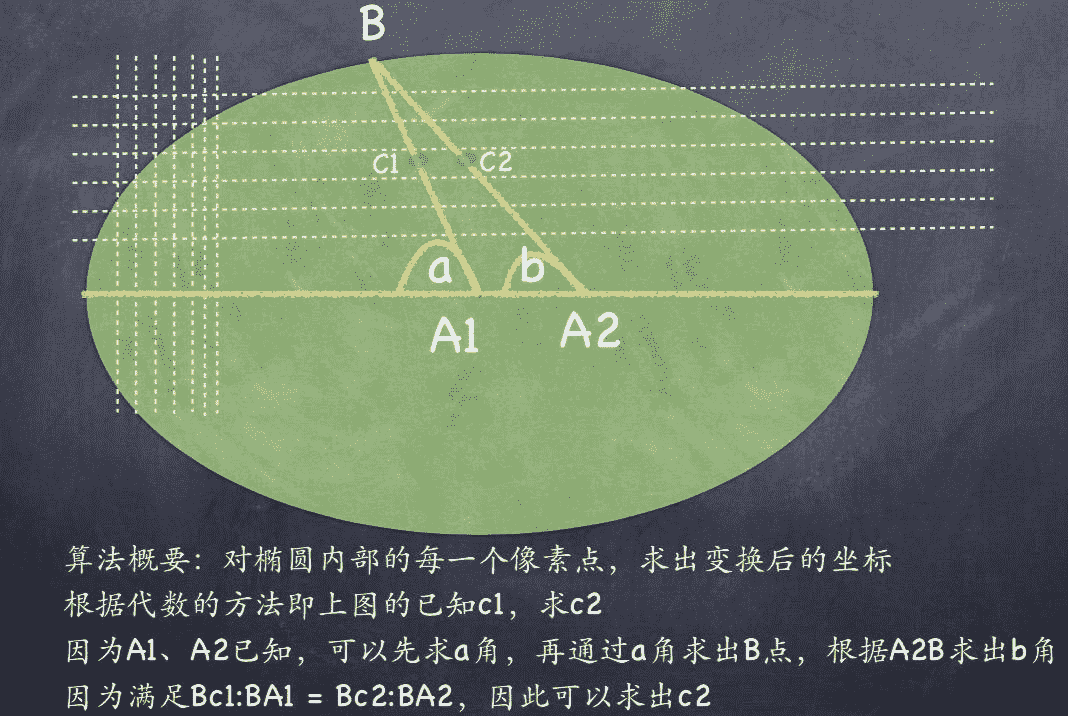 B
C1
C2
a
b
A1
A2
算法概要：对椭圆内部的每一个像素点，求出变换后的坐标
根据代数的方法即上图的已知c1，求c2
因为A1、A2已知，可以先求a角，再通过a角求出B点，根据A2B求出b角
因为满足Bc1:BA1 = Bc2:BA2，因此可以求出c2